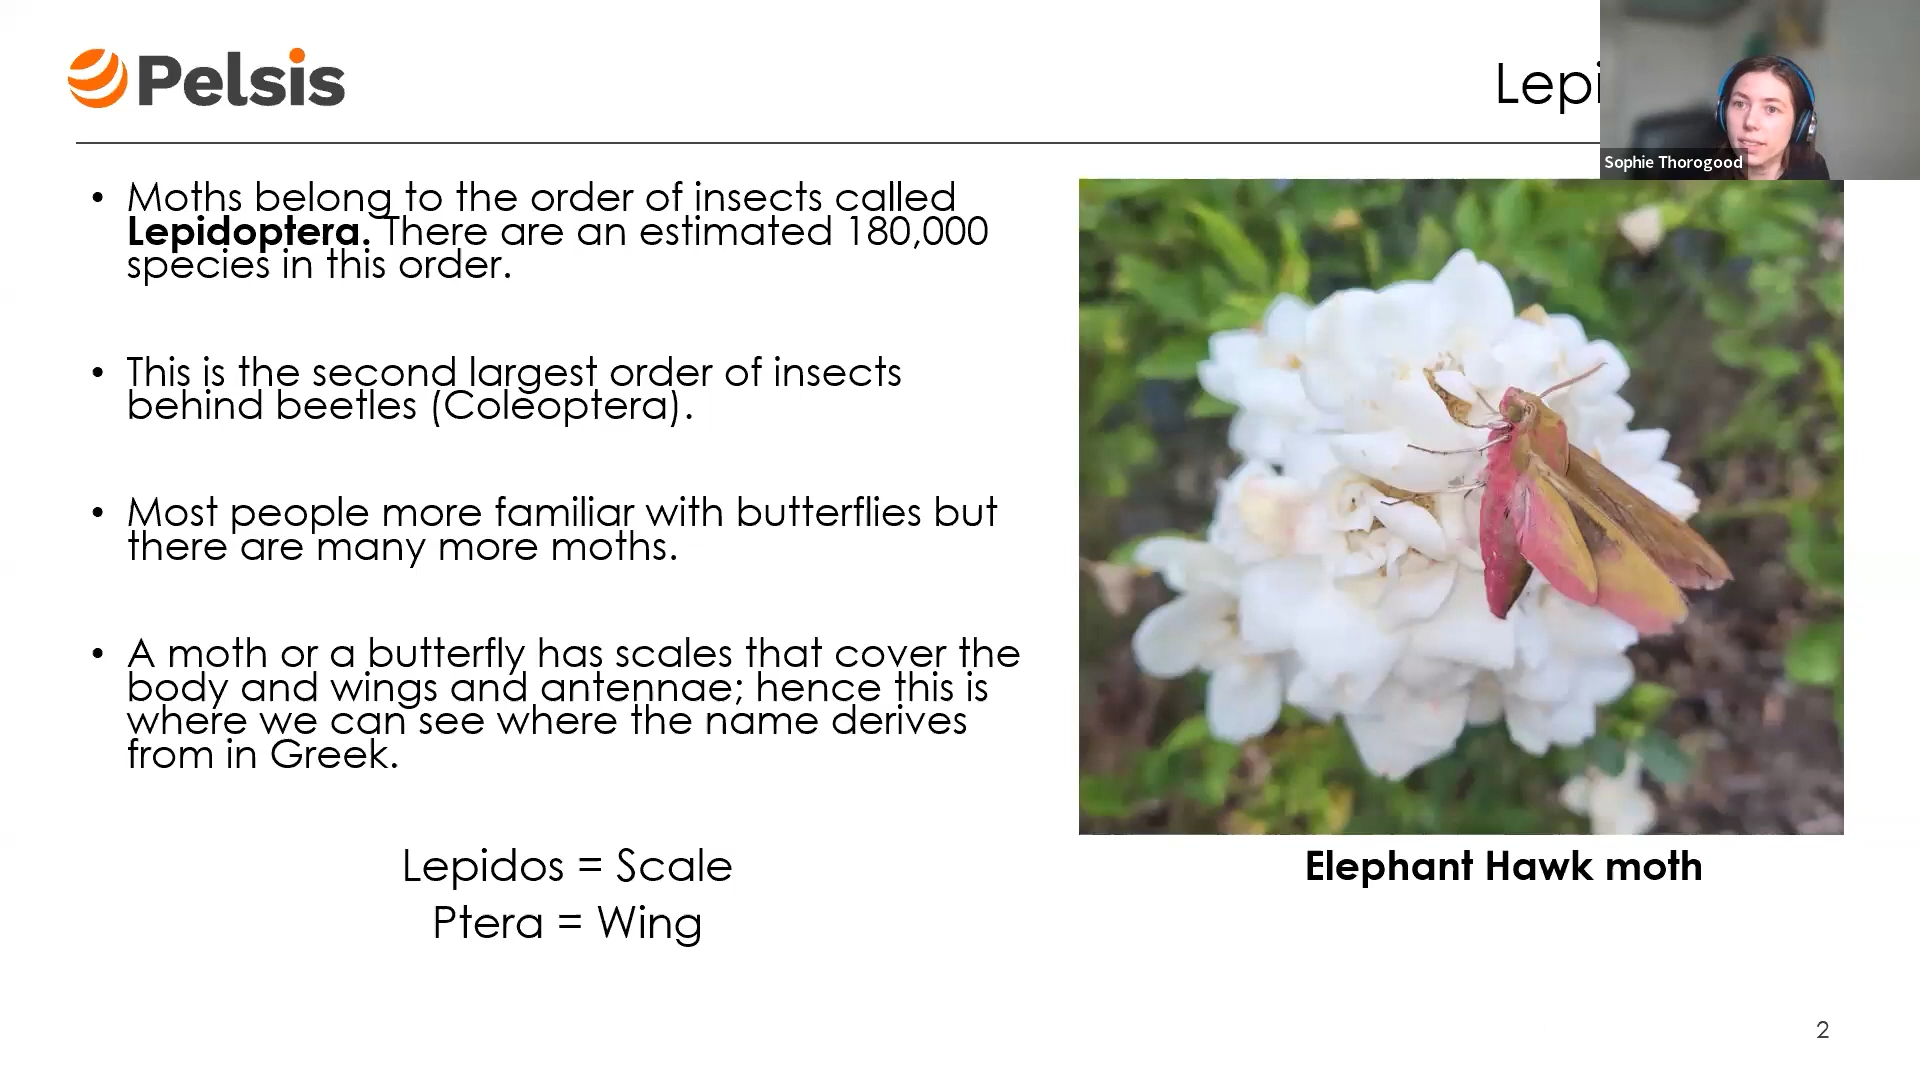 Pelsis
Lepi
Sophie Thorogood
• Moths belong to the order of insects called
Lepidoptera. There are an estimated 180,000
species in this order.
• This is the second largest order of insects
behind beetles (Coleoptera).
• Most people more familiar with butterflies but
there are many more moths.
• A moth or a butterfly has scales that cover the
body and wings and antennae; hence this is
where we can see where the name derives
from in Greek.
Lepidos = Scale
Ptera = Wing
Elephant Hawk moth
2